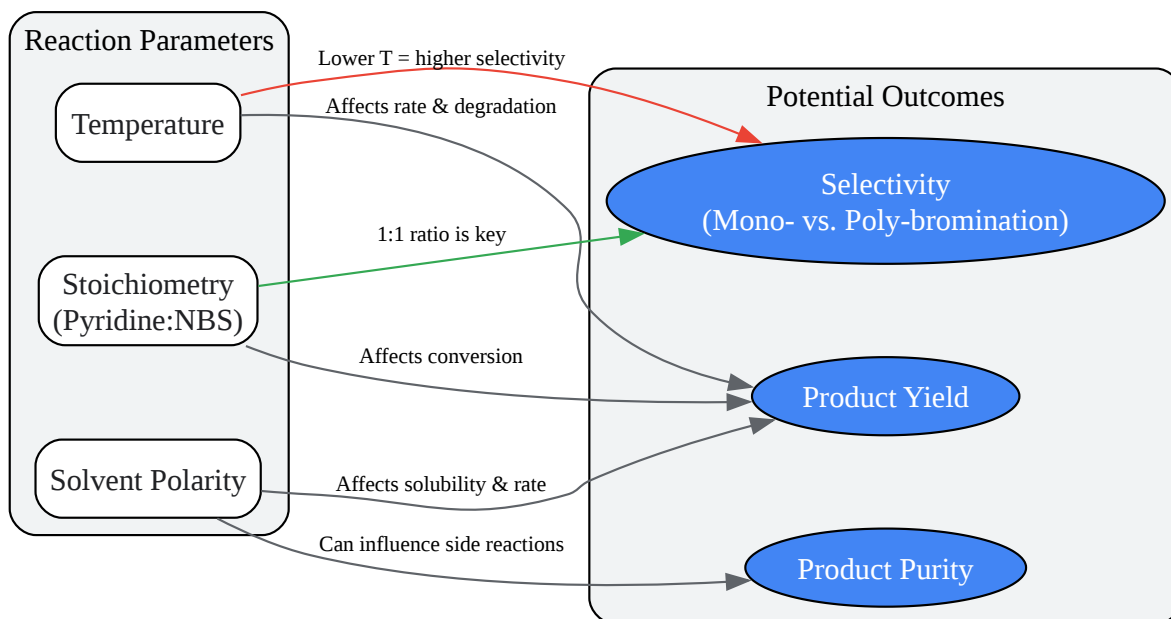 Reaction Parameters
Temperature
Stoichiometry
(Pyridine:NBS)
Solvent Polarity
Lower T = higher selectivity
Affects rate & degradation
1:1 ratio is key
Affects conversion
Affects solubility & rate
Can influence side reactions
Potential Outcomes
Selectivity
(Mono- vs. Poly-bromination)
Product Yield
Product Purity